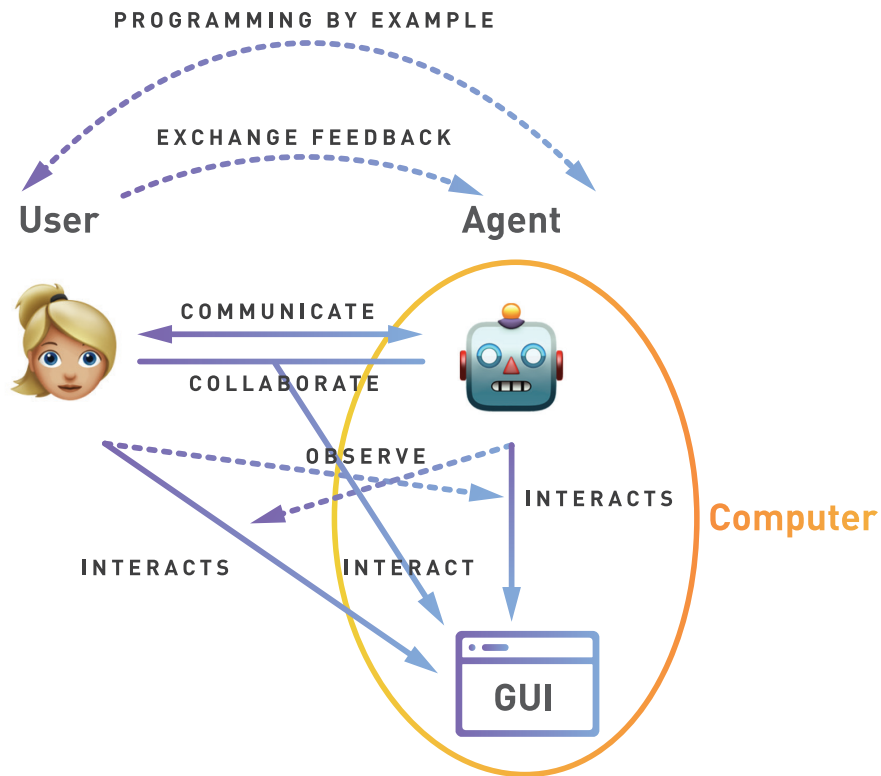 PROGRAMMING BY EXAMPLE
EXCHANGE FEEDBACK
User
Agent
COMMUNICATE
COLLABORATE
OBSERVE
INTERACTS
Computer
INTERACTS
INTERACT
GUI